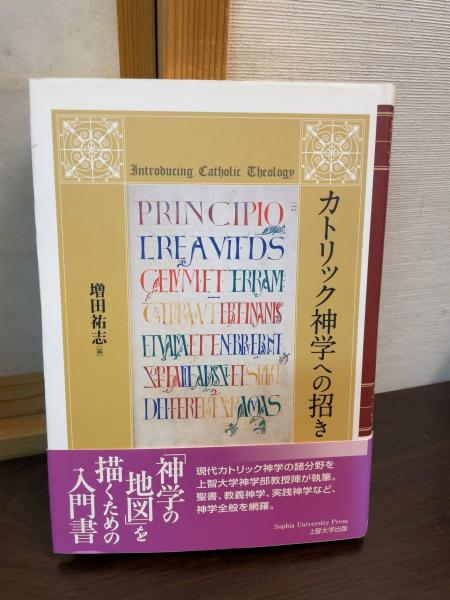 Introducing Catholic Theology
カトリック神学への招き
増田祐志 編
PRINCIPIO
CREAVIT DS
CELUM ET TERRAM
「神学の
地図」を
描くための
入門書
現代カトリック神学の諸分野を
上智大学神学部教授陣が執筆。
聖書、教義神学、実践神学など、
神学全般を網羅。
Sophia University Press
上智大学出版